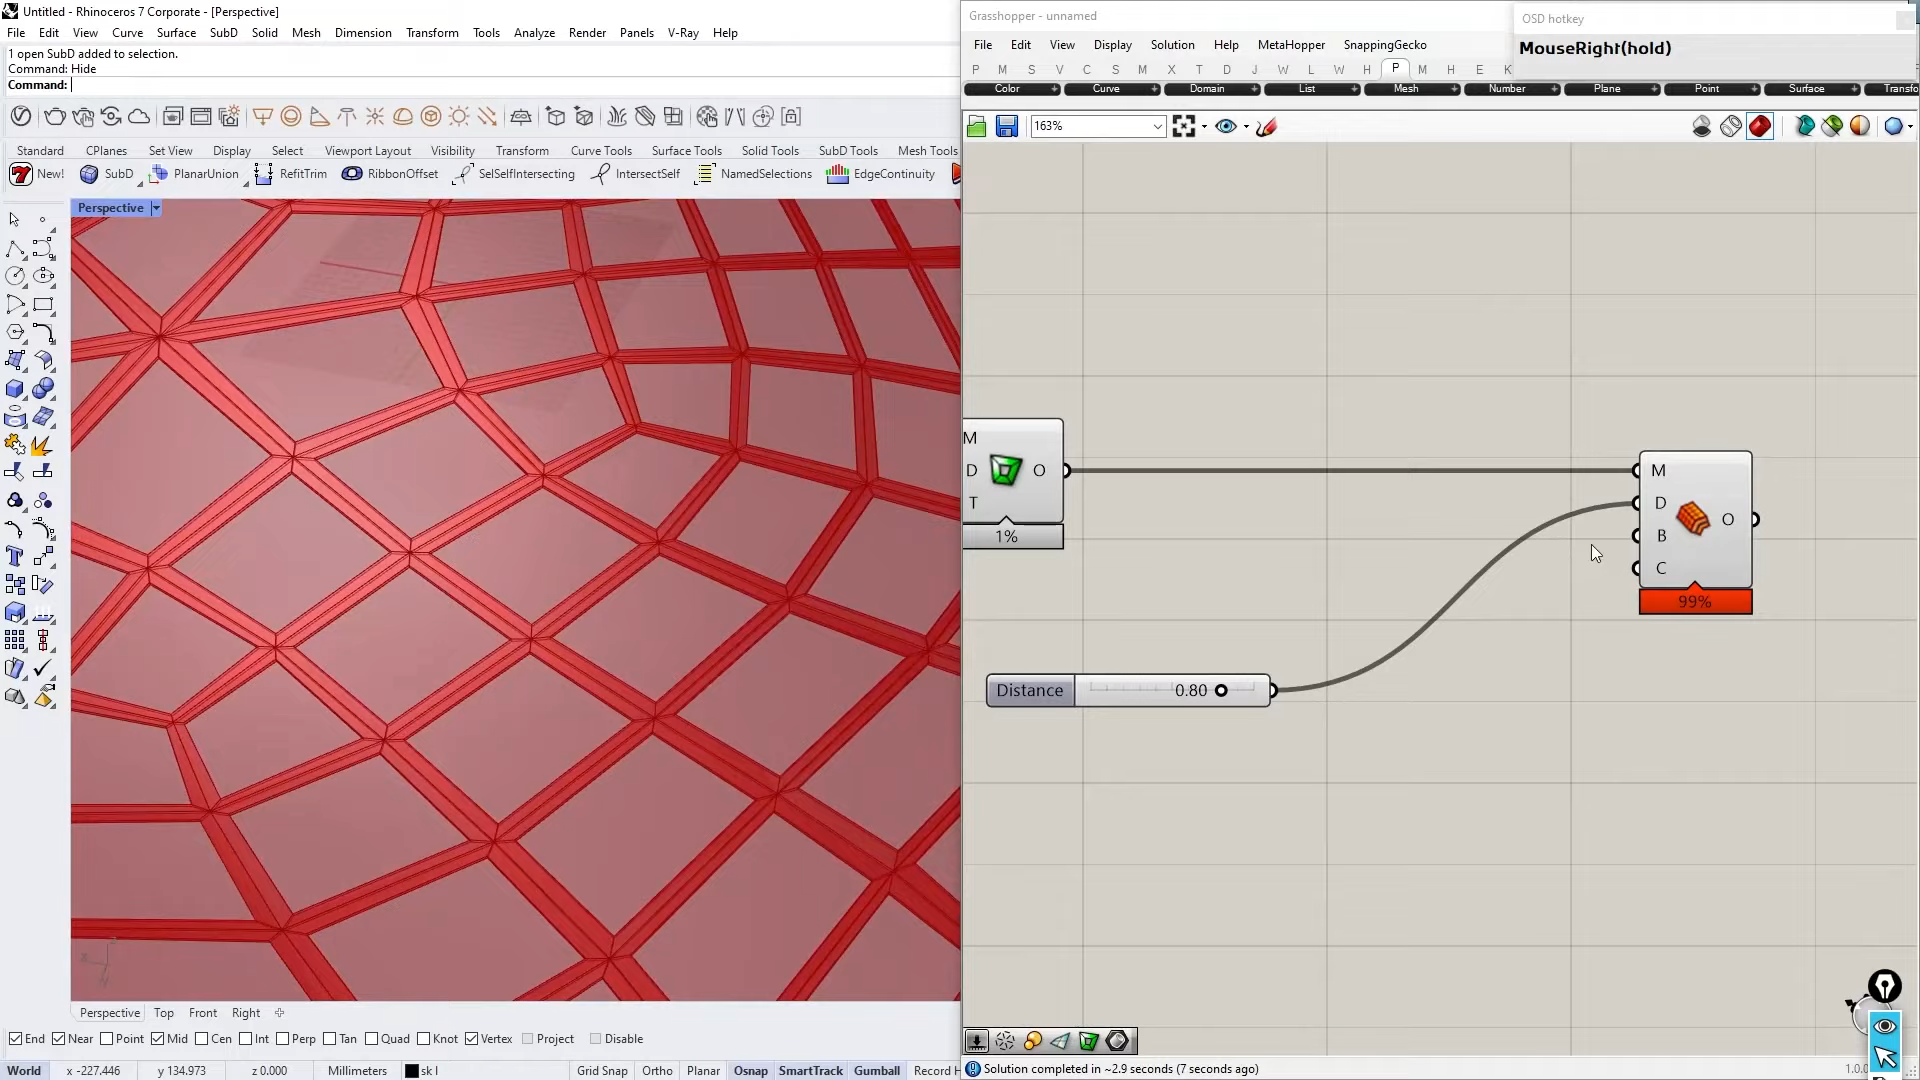 Untitled - Rhinoceros 7 Corporate - [Perspective]
File Edit View Curve Surface SubD Solid Mesh Dimension Transform Tools Analyze Render Panels V-Ray Help
1 open SubD added to selection.
Command: Hide
Command:
Standard CPlanes Set View Display Select Viewport Layout Visibility Transform Curve Tools Surface Tools Solid Tools SubD Tools Mesh Tools
New! SubD PlanarUnion RefitTrim RibbonOffset SelSelfIntersecting IntersectSelf NamedSelections EdgeContinuity
Perspective
Perspective Top Front Right
End Near Point Mid Cen Int Perp Tan Quad Knot Vertex Project Disable
World x -227.446 y 134.973 z 0.000 Millimeters sk l Grid Snap Ortho Planar Osnap SmartTrack Gumball Record H
Grasshopper - unnamed
OSD hotkey
MouseRight(hold)
File Edit View Display Solution Help MetaHopper SnappingGecko
P M S V C S M X T D J W L W H P M H E K
Color Curve Domain List Mesh Number Plane Point Surface Transfo
163%
M
D O
T
1%
M
D
B O
C
99%
Distance 0.80
Solution completed in ~2.9 seconds (7 seconds ago)
1.0.0